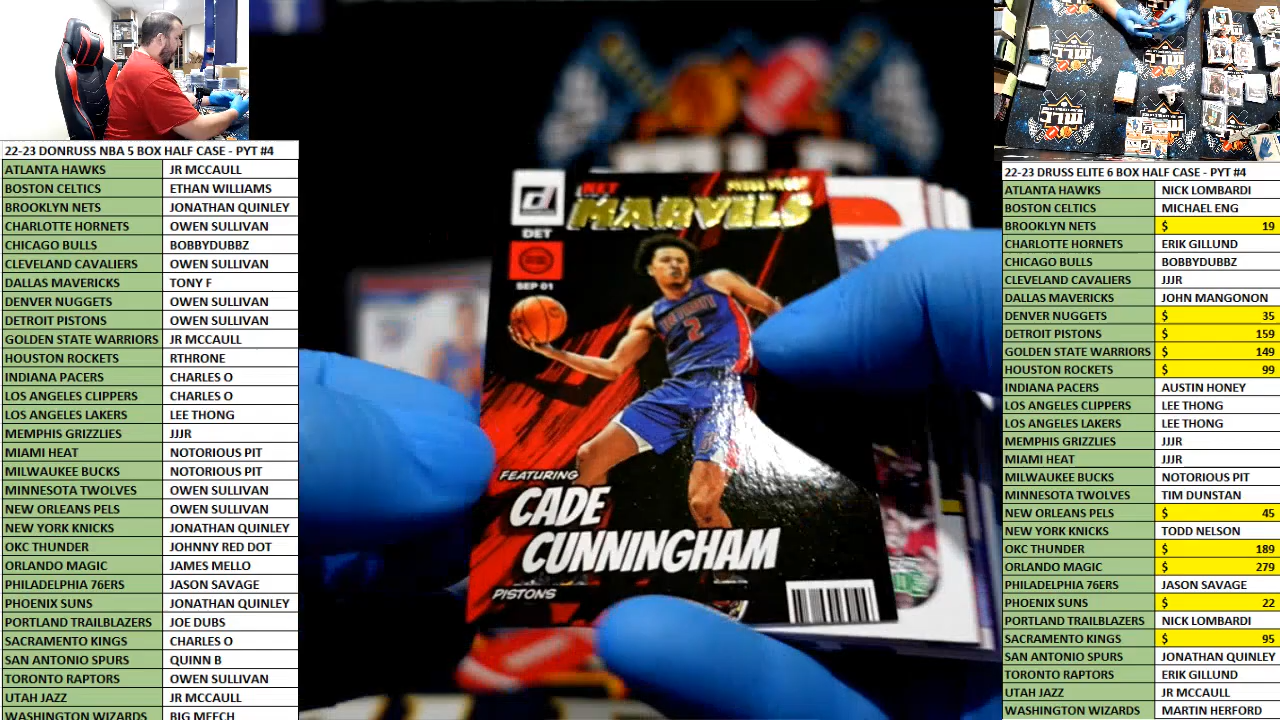 22-23 DONRUSS NBA 5 BOX HALF CASE - PYT #4
ATLANTA HAWKS JR MCCAULL
BOSTON CELTICS ETHAN WILLIAMS
BROOKLYN NETS JONATHAN QUINLEY
CHARLOTTE HORNETS OWEN SULLIVAN
CHICAGO BULLS BOBBYDUBBZ
CLEVELAND CAVALIERS OWEN SULLIVAN
DALLAS MAVERICKS TONY F
DENVER NUGGETS OWEN SULLIVAN
DETROIT PISTONS OWEN SULLIVAN
GOLDEN STATE WARRIORS JR MCCAULL
HOUSTON ROCKETS RTHRONE
INDIANA PACERS CHARLES O
LOS ANGELES CLIPPERS CHARLES O
LOS ANGELES LAKERS LEE THONG
MEMPHIS GRIZZLIES JJJR
MIAMI HEAT NOTORIOUS PIT
MILWAUKEE BUCKS NOTORIOUS PIT
MINNESOTA TWOLVES OWEN SULLIVAN
NEW ORLEANS PELS OWEN SULLIVAN
NEW YORK KNICKS JONATHAN QUINLEY
OKC THUNDER JOHNNY RED DOT
ORLANDO MAGIC JAMES MELLO
PHILADELPHIA 76ERS JASON SAVAGE
PHOENIX SUNS JONATHAN QUINLEY
PORTLAND TRAILBLAZERS JOE DUBS
SACRAMENTO KINGS CHARLES O
SAN ANTONIO SPURS QUINN B
TORONTO RAPTORS OWEN SULLIVAN
UTAH JAZZ JR MCCAULL
WASHINGTON WIZARDS BIG MEECH
NET PRESS PROOF
MARVELS
DET
SEP 01
DETROIT
2
FEATURING
CADE
CUNNINGHAM
PISTONS
22-23 DRUSS ELITE 6 BOX HALF CASE - PYT #4
ATLANTA HAWKS NICK LOMBARDI
BOSTON CELTICS MICHAEL ENG
BROOKLYN NETS $ 19
CHARLOTTE HORNETS ERIK GILLUND
CHICAGO BULLS BOBBYDUBBZ
CLEVELAND CAVALIERS JJJR
DALLAS MAVERICKS JOHN MANGONON
DENVER NUGGETS $ 35
DETROIT PISTONS $ 159
GOLDEN STATE WARRIORS $ 149
HOUSTON ROCKETS $ 99
INDIANA PACERS AUSTIN HONEY
LOS ANGELES CLIPPERS LEE THONG
LOS ANGELES LAKERS LEE THONG
MEMPHIS GRIZZLIES JJJR
MIAMI HEAT JJJR
MILWAUKEE BUCKS NOTORIOUS PIT
MINNESOTA TWOLVES TIM DUNSTAN
NEW ORLEANS PELS $ 45
NEW YORK KNICKS TODD NELSON
OKC THUNDER $ 189
ORLANDO MAGIC $ 279
PHILADELPHIA 76ERS JASON SAVAGE
PHOENIX SUNS $ 22
PORTLAND TRAILBLAZERS NICK LOMBARDI
SACRAMENTO KINGS $ 95
SAN ANTONIO SPURS JONATHAN QUINLEY
TORONTO RAPTORS ERIK GILLUND
UTAH JAZZ JR MCCAULL
WASHINGTON WIZARDS MARTIN HERFORD